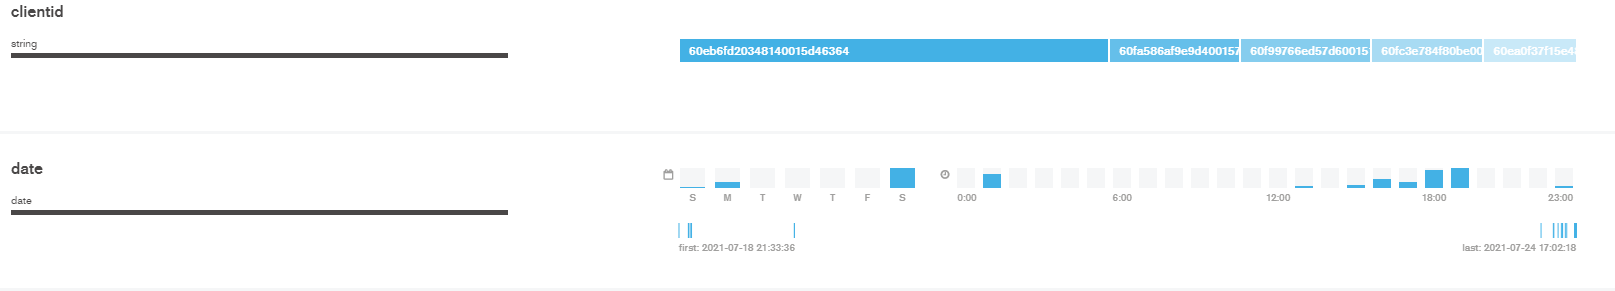 clientid
string
60eb6fd20348140015d46364 60fa586af9e9d400157 60f99766ed57d60015 60fc3e784f80be00 60ea0f37f15e4
date
date
S M T W T F S 0:00 6:00 12:00 18:00 23:00
first: 2021-07-18 21:33:36 last: 2021-07-24 17:02:18